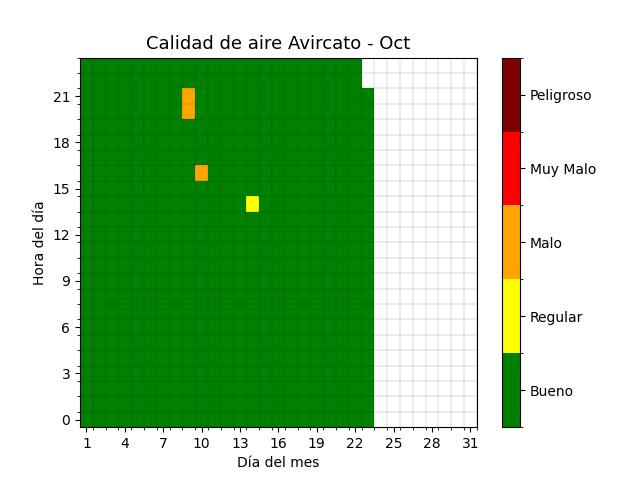 Calidad de aire Avircato - Oct
Hora del día
21
18
15
12
9
6
3
0
1 4 7 10 13 16 19 22 25 28 31
Día del mes
Peligroso
Muy Malo
Malo
Regular
Bueno